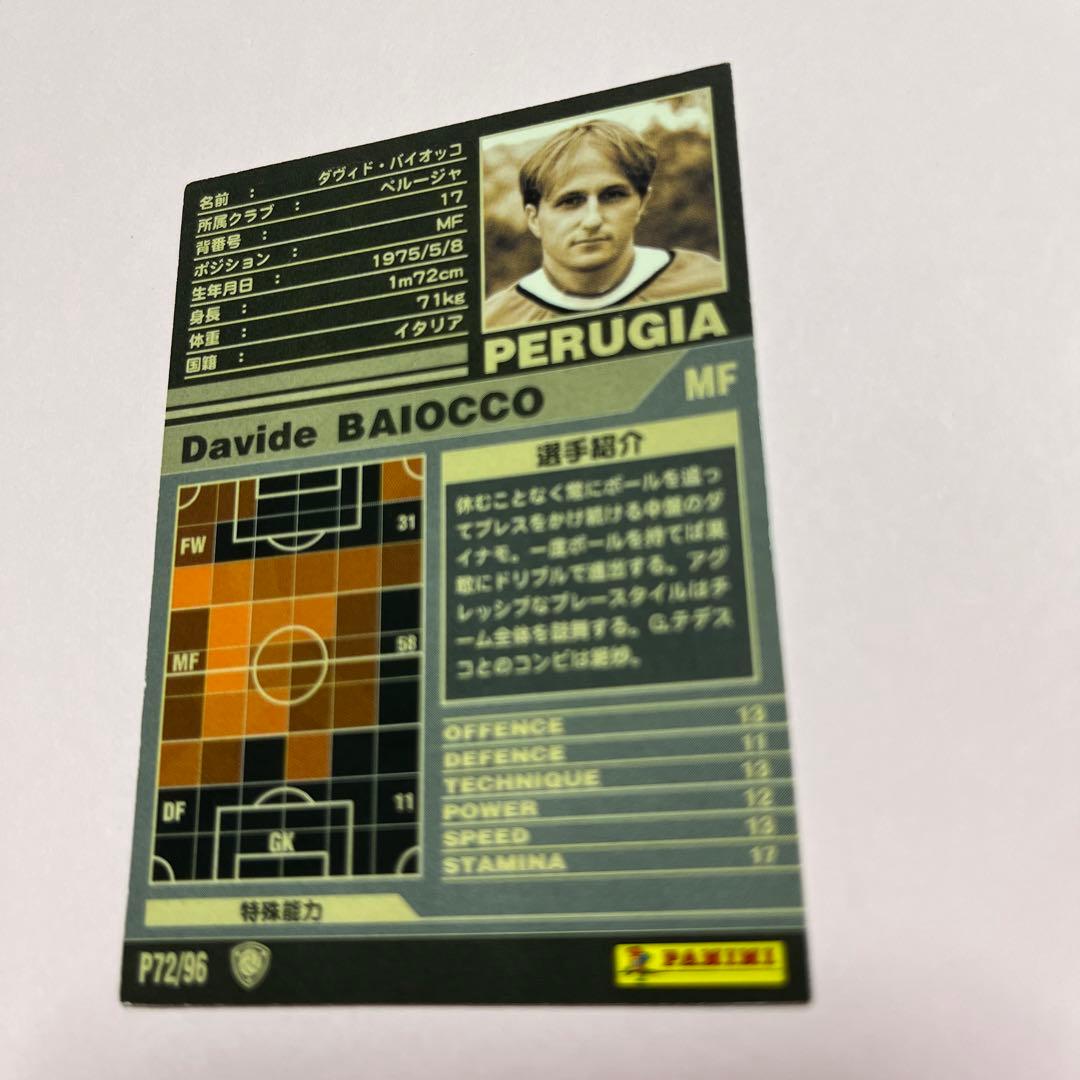 名前 : ダヴィド・バイオッコ
所属クラブ : ペルージャ
背番号 : 17
ポジション : MF
生年月日 : 1975/5/8
身長 : 1m72cm
体重 : 71kg
国籍 : イタリア
PERUGIA
MF
Davide BAIOCCO
選手紹介
休むことなく常にボールを追っ
てプレスをかけ続ける中盤のダ
イナモ。一度ボールを持てば果
敢にドリブルで進出する。アグ
レッシブなプレースタイルはチ
ーム全体を鼓舞する。G.テデス
コとのコンビは絶妙。
FW 31
MF 58
DF 11
GK
OFFENCE 13
DEFENCE 11
TECHNIQUE 13
POWER 12
SPEED 13
STAMINA 17
特殊能力
P72/96
PANINI